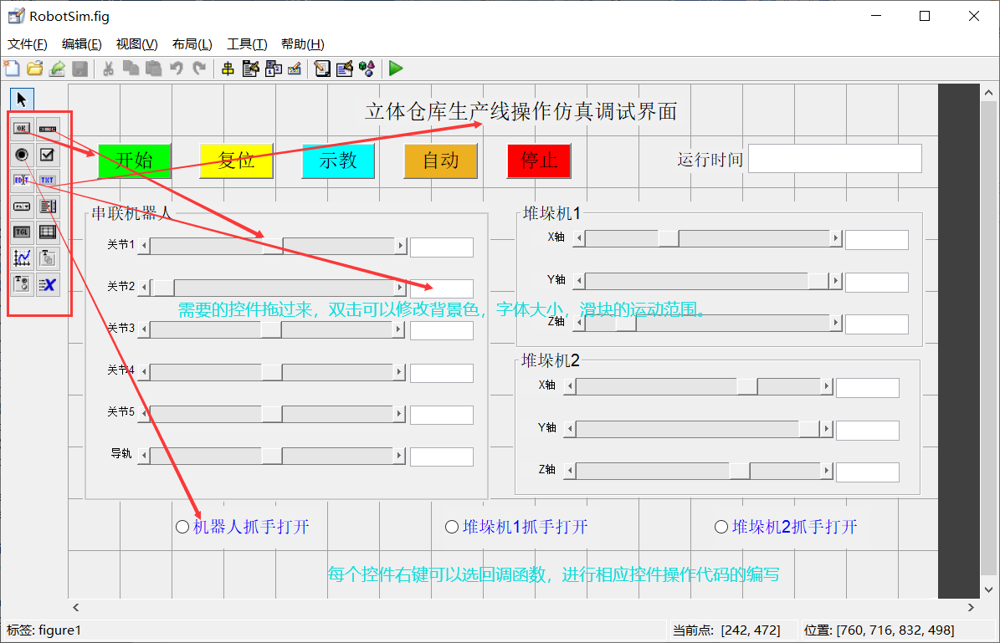 RobotSim.fig
文件(F) 编辑(E) 视图(V) 布局(L) 工具(T) 帮助(H)
立体仓库生产线操作仿真调试界面
OK
开始 复位 示教 自动 停止 运行时间
EDIT TXT
TGL
T
T
X
串联机器人
关节1
关节2
关节3
关节4
关节5
导轨
堆垛机1
X轴
Y轴
Z轴
需要的控件拖过来，双击可以修改背景色，字体大小，滑块的运动范围。
堆垛机2
X轴
Y轴
Z轴
机器人抓手打开 堆垛机1抓手打开 堆垛机2抓手打开
每个控件右键可以选回调函数，进行相应控件操作代码的编写
标签: figure1 当前点: [242, 472] 位置: [760, 716, 832, 498]